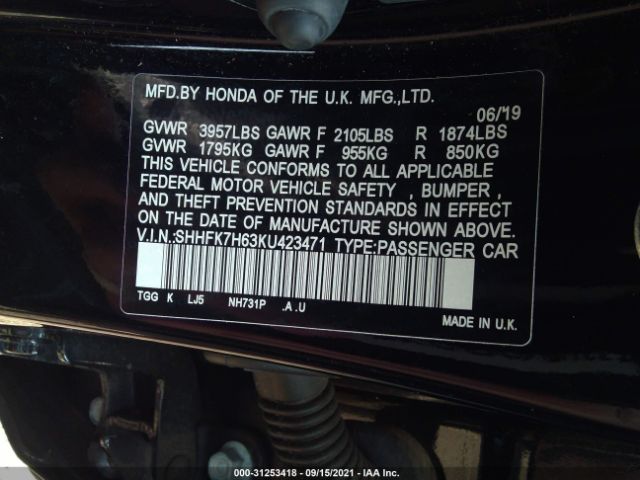 MFD.BY HONDA OF THE U.K. MFG.,LTD.
06/19
GVWR 3957LBS GAWR F 2105LBS R 1874LBS
GVWR 1795KG GAWR F 955KG R 850KG
THIS VEHICLE CONFORMS TO ALL APPLICABLE
FEDERAL MOTOR VEHICLE SAFETY , BUMPER ,
AND THEFT PREVENTION STANDARDS IN EFFECT
ON THE DATE OF MANUFACTURE SHOWN ABOVE.
V.I.N.:SHHFK7H63KU423471 TYPE:PASSENGER CAR
TGG K LJ5 NH731P .A .U
MADE IN U.K.
000-31253418 - 09/15/2021 - IAA Inc.